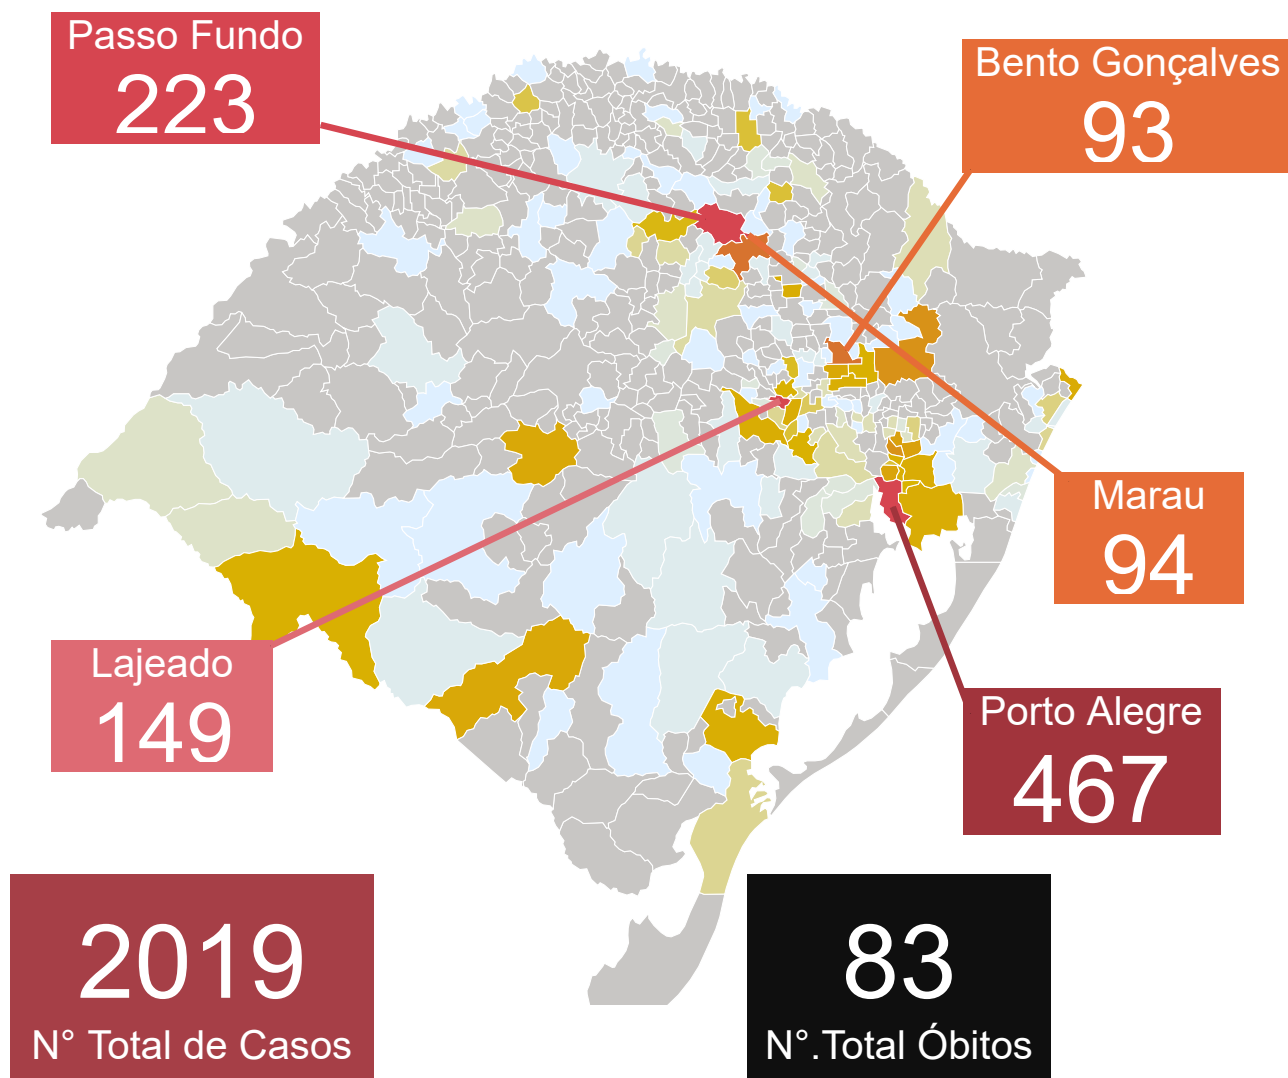 Passo Fundo
223
Bento Gonçalves
93
Marau
94
Lajeado
149
Porto Alegre
467
2019
N° Total de Casos
83
N°.Total Óbitos